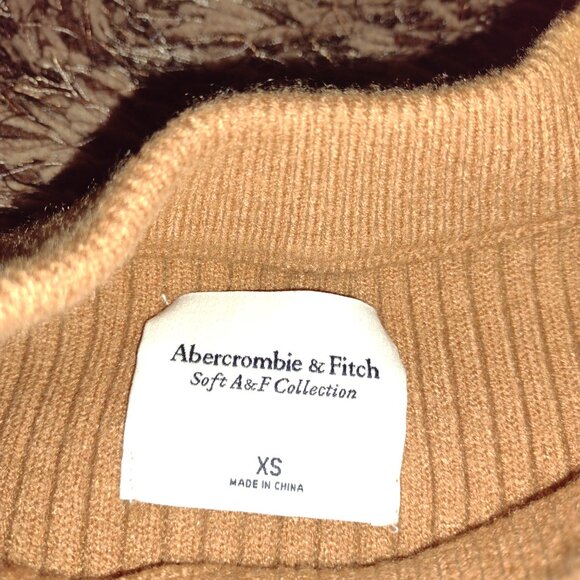 Abercrombie & Fitch
Soft A&F Collection
XS
MADE IN CHINA